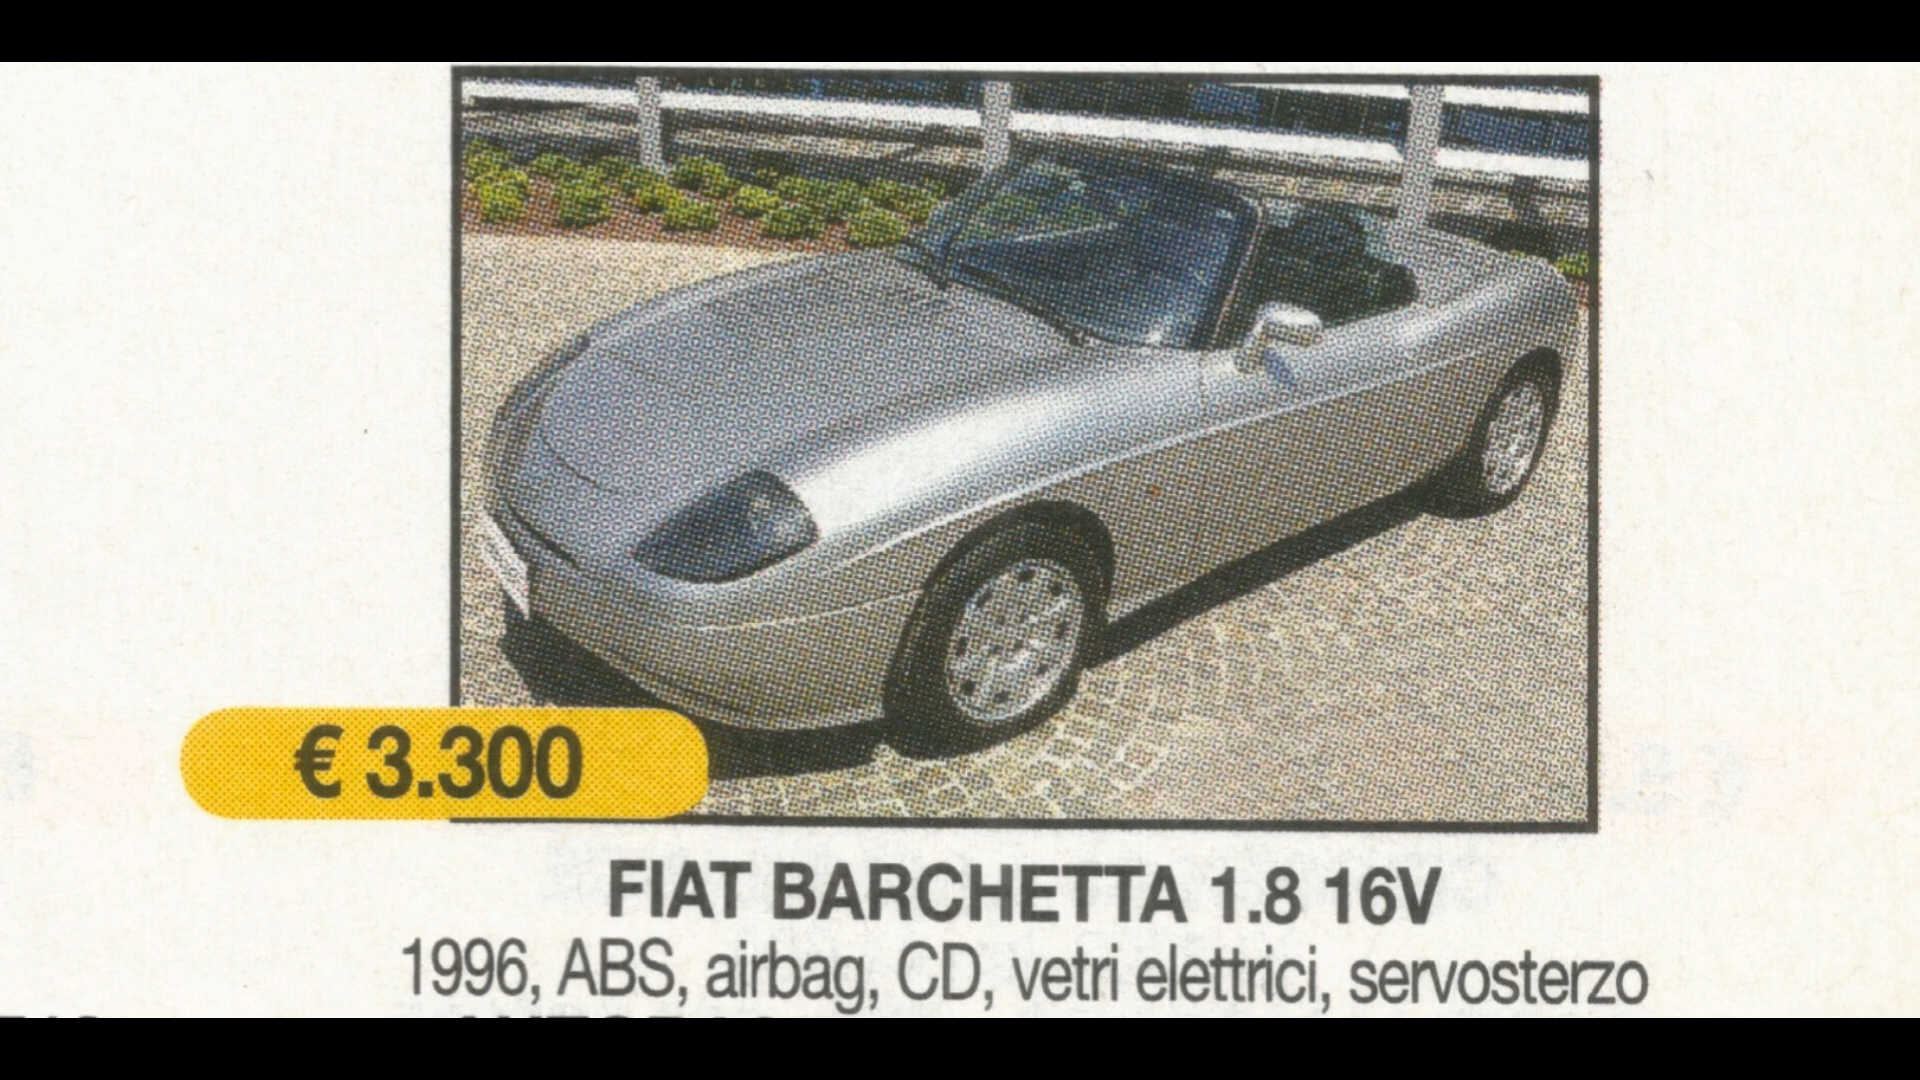 € 3.300
FIAT BARCHETTA 1.8 16V
1996, ABS, airbag, CD, vetri elettrici, servosterzo